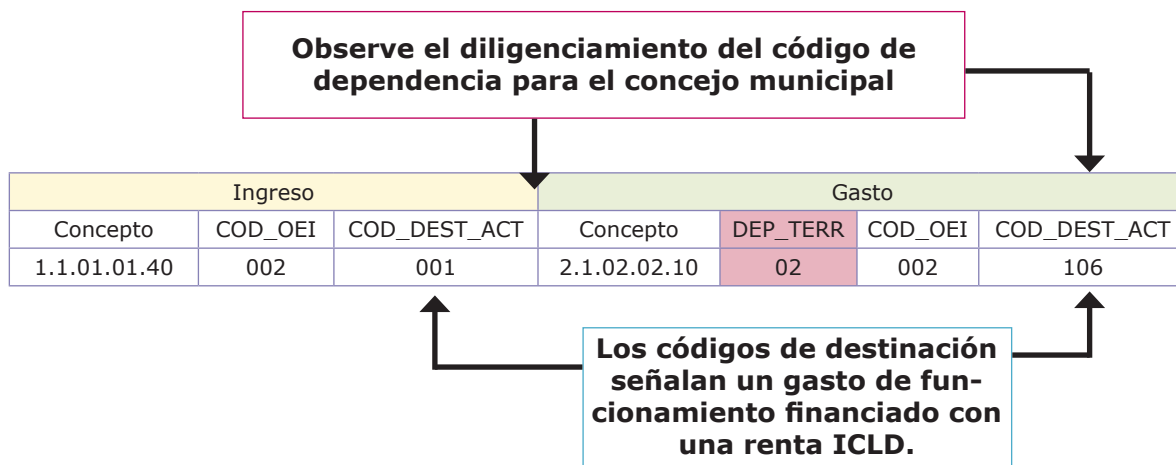 Observe el diligenciamiento del código de
dependencia para el concejo municipal
Ingreso Gasto
Concepto COD_OEI COD_DEST_ACT Concepto DEP_TERR COD_OEI COD_DEST_ACT
1.1.01.01.40 002 001 2.1.02.02.10 02 002 106
Los códigos de destinación
señalan un gasto de fun-
cionamiento financiado con
una renta ICLD.